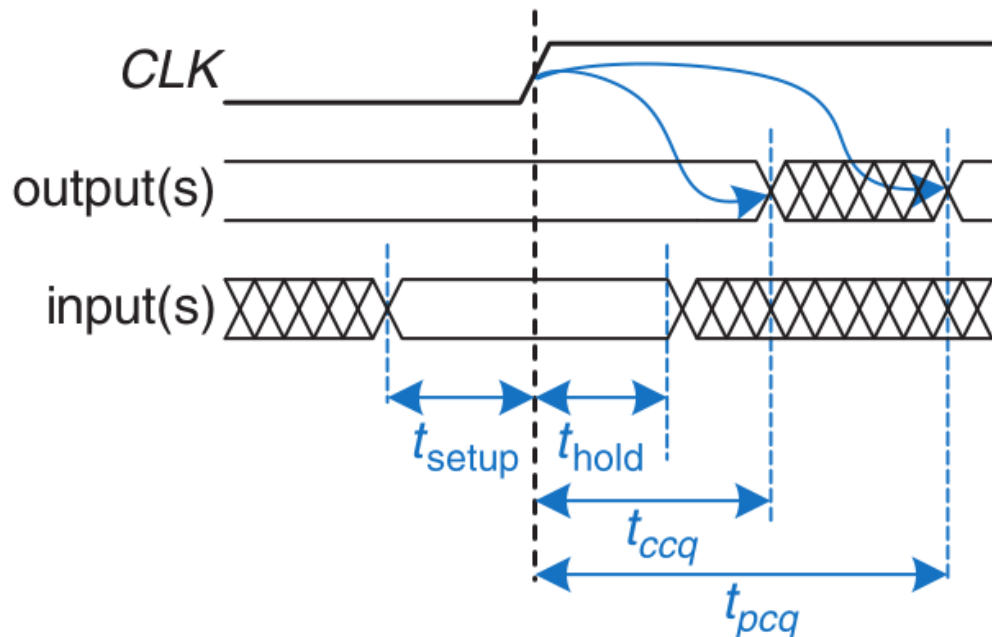 CLK
output(s)
input(s)
tsetup
thold
tccq
tpcq